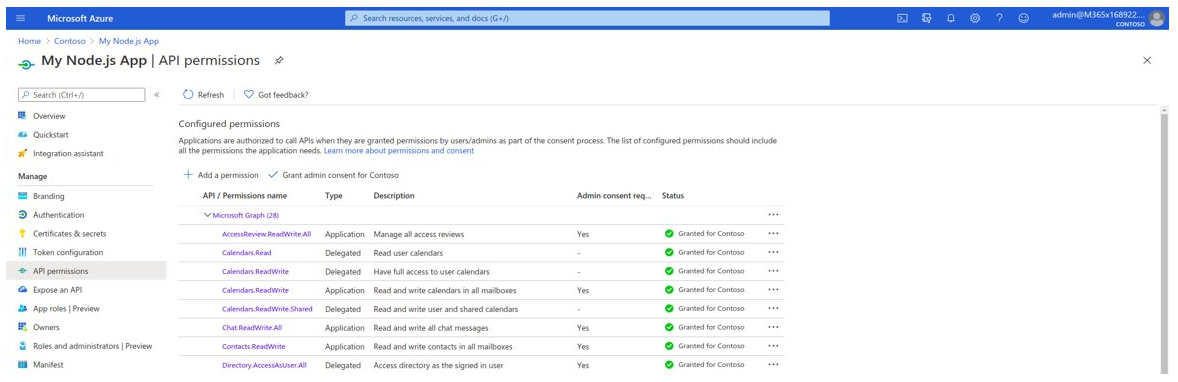 Microsoft Azure
Search resources, services, and docs (G+/)
admin@M365x168922....
CONTOSO
Home > Contoso > My Node.js App
My Node.js App | API permissions
Search (Ctrl+/)
«
Refresh
Got feedback?
Overview
Quickstart
Integration assistant
Manage
Branding
Authentication
Certificates & secrets
Token configuration
API permissions
Expose an API
App roles | Preview
Owners
Roles and administrators | Preview
Manifest
Configured permissions
Applications are authorized to call APIs when they are granted permissions by users/admins as part of the consent process. The list of configured permissions should include
all the permissions the application needs. Learn more about permissions and consent
Add a permission
Grant admin consent for Contoso
API / Permissions name Type Description Admin consent req... Status
Microsoft Graph (28) ...
AccessReview.ReadWrite.All Application Manage all access reviews Yes Granted for Contoso ...
Calendars.Read Delegated Read user calendars - Granted for Contoso ...
Calendars.ReadWrite Delegated Have full access to user calendars - Granted for Contoso ...
Calendars.ReadWrite Application Read and write calendars in all mailboxes Yes Granted for Contoso ...
Calendars.ReadWrite.Shared Delegated Read and write user and shared calendars - Granted for Contoso ...
Chat.ReadWrite.All Application Read and write all chat messages Yes Granted for Contoso ...
Contacts.ReadWrite Application Read and write contacts in all mailboxes Yes Granted for Contoso ...
Directory.AccessAsUser.All Delegated Access directory as the signed in user Yes Granted for Contoso ...